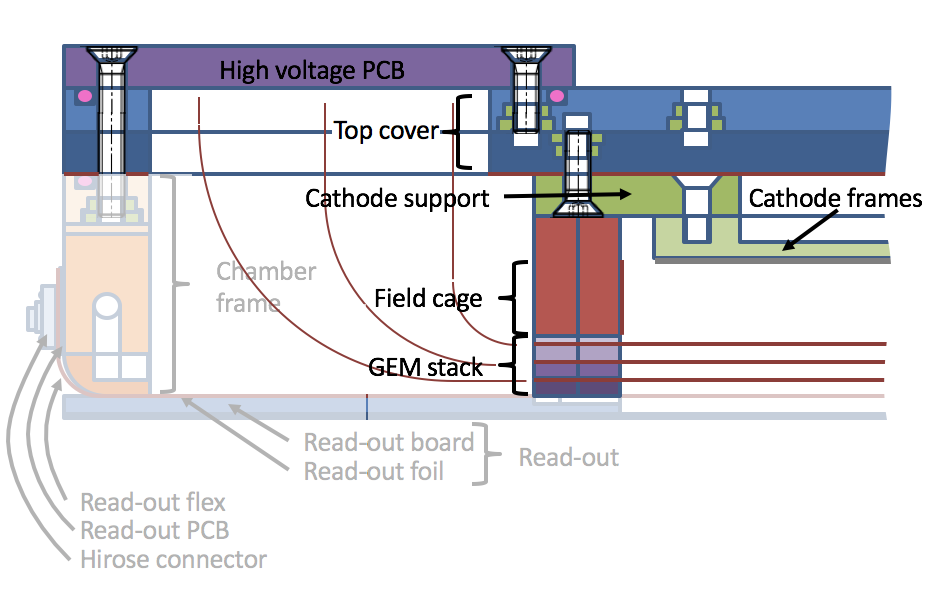 High voltage PCB
Top cover
Cathode support
Cathode frames
Chamber
frame
Field cage
GEM stack
Read-out board
Read-out foil
Read-out
Read-out flex
Read-out PCB
Hirose connector